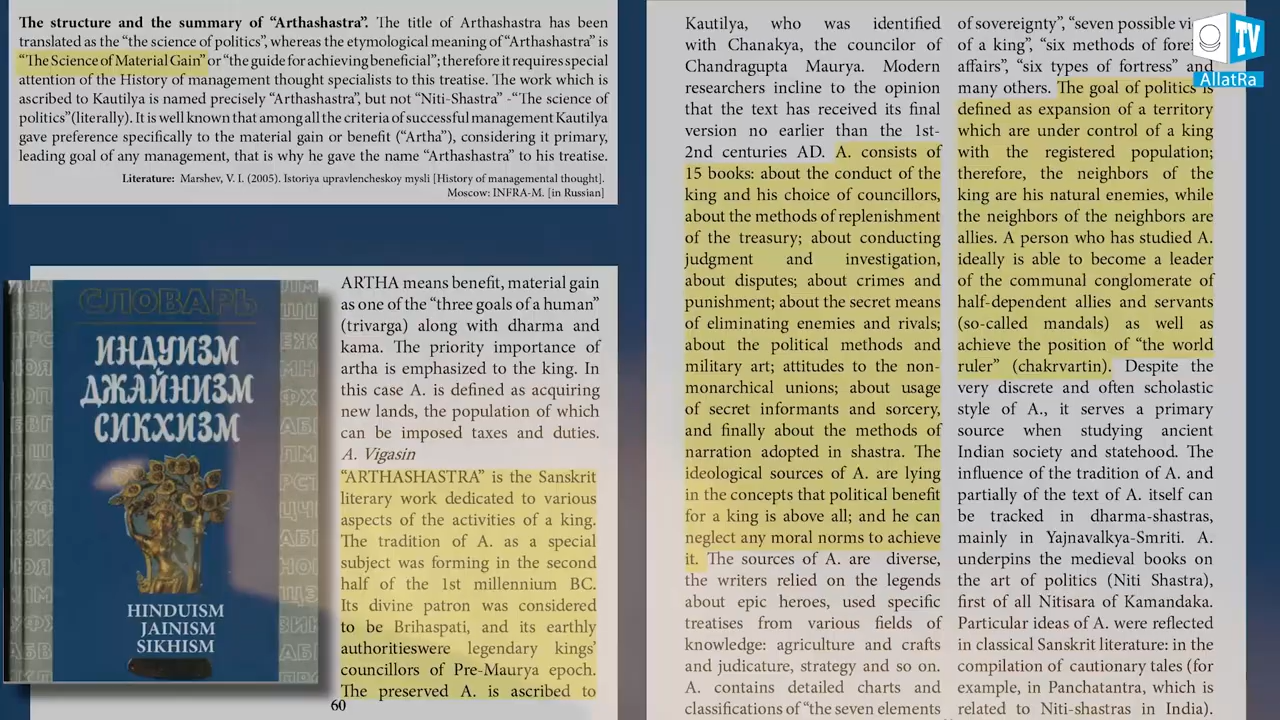 The structure and the summary of “Arthashastra”. The title of Arthashastra has been
translated as the “the science of politics”, whereas the etymological meaning of “Arthashastra” is
“The Science of Material Gain” or “the guide for achieving beneficial”; therefore it requires special
attention of the History of management thought specialists to this treatise. The work which is
ascribed to Kautilya is named precisely “Arthashastra”, but not “Niti-Shastra” -“The science of
politics” (literally). It is well known that among all the criteria of successful management Kautilya
gave preference specifically to the material gain or benefit (“Artha”), considering it primary,
leading goal of any management, that is why he gave the name “Arthashastra” to his treatise.
Literature: Marshev, V. I. (2005). Istoriya upravlencheskoy mysli [History of managemental thought].
Moscow: INFRA-M. [in Russian]
СЛОВАРЬ
ИНДУИЗМ
ДЖАЙНИЗМ
СИКХИЗМ
HINDUISM
JAINISM
SIKHISM
ARTHA means benefit, material gain
as one of the “three goals of a human”
(trivarga) along with dharma and
kama. The priority importance of
artha is emphasized to the king. In
this case A. is defined as acquiring
new lands, the population of which
can be imposed taxes and duties.
A. Vigasin
“ARTHASHASTRA” is the Sanskrit
literary work dedicated to various
aspects of the activities of a king.
The tradition of A. as a special
subject was forming in the second
half of the 1st millennium BC.
Its divine patron was considered
to be Brihaspati, and its earthly
authoritieswere legendary kings’
councillors of Pre-Maurya epoch.
The preserved A. is ascribed to
60
Kautilya, who was identified
with Chanakya, the councilor of
Chandragupta Maurya. Modern
researchers incline to the opinion
that the text has received its final
version no earlier than the 1st-
2nd centuries AD. A. consists of
15 books: about the conduct of the
king and his choice of councillors,
about the methods of replenishment
of the treasury; about conducting
judgment and investigation,
about disputes; about crimes and
punishment; about the secret means
of eliminating enemies and rivals;
about the political methods and
military art; attitudes to the non-
monarchical unions; about usage
of secret informants and sorcery,
and finally about the methods of
narration adopted in shastra. The
ideological sources of A. are lying
in the concepts that political benefit
for a king is above all; and he can
neglect any moral norms to achieve
it. The sources of A. are diverse,
the writers relied on the legends
about epic heroes, used specific
treatises from various fields of
knowledge: agriculture and crafts
and judicature, strategy and so on.
A. contains detailed charts and
classifications of “the seven elements
of sovereignty”, “seven possible
of a king”, “six methods of
affairs”, “six types of fortress” and
many others. The goal of politics is
defined as expansion of a territory
which are under control of a king
with the registered population;
therefore, the neighbors of the
king are his natural enemies, while
the neighbors of the neighbors are
allies. A person who has studied A.
ideally is able to become a leader
of the communal conglomerate of
half-dependent allies and servants
(so-called mandals) as well as
achieve the position of “the world
ruler” (chakrvartin). Despite the
very discrete and often scholastic
style of A., it serves a primary
source when studying ancient
Indian society and statehood. The
influence of the tradition of A. and
partially of the text of A. itself can
be tracked in dharma-shastras,
mainly in Yajnavalkya-Smriti. A.
underpins the medieval books on
the art of politics (Niti Shastra),
first of all Nitisara of Kamandaka.
Particular ideas of A. were reflected
in classical Sanskrit literature: in the
compilation of cautionary tales (for
example, in Panchatantra, which is
related to Niti-shastras in India).
TV
AllatRa